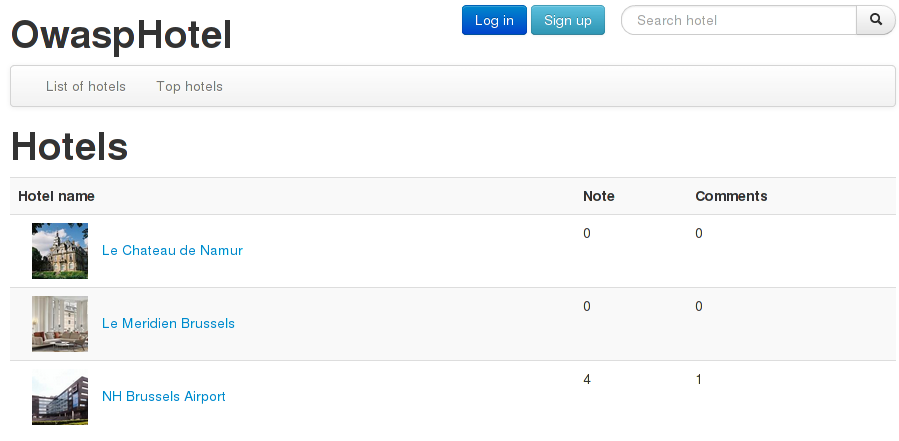 OwaspHotel
Log in
Sign up
Search hotel
List of hotels
Top hotels
Hotels
Hotel name Note Comments
Le Chateau de Namur 0 0
Le Meridien Brussels 0 0
NH Brussels Airport 4 1